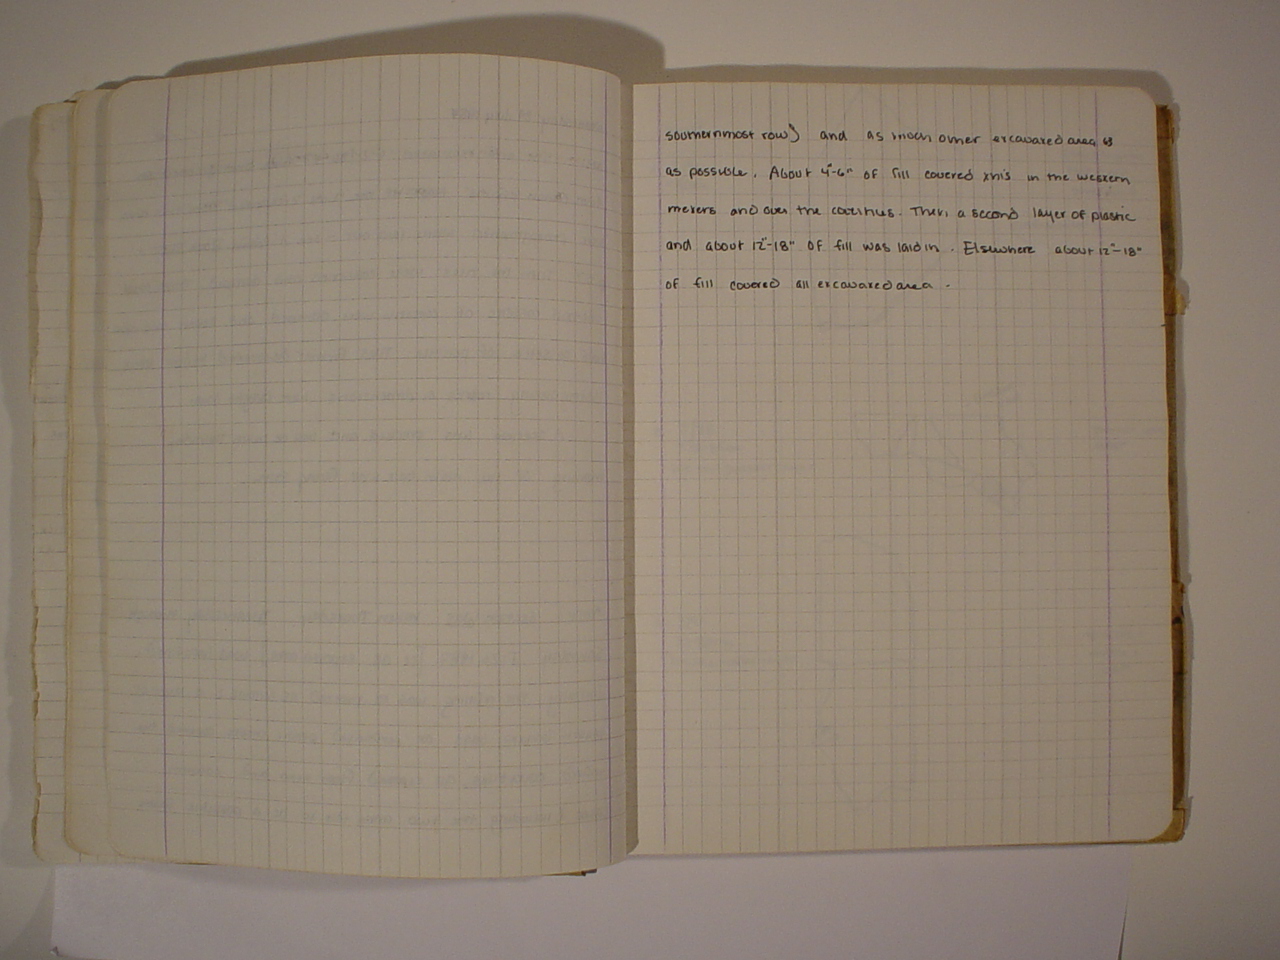 southernmost row) and as much other excavated area
as possible. About 4"-6" of fill covered this in the western
meters and over the . Then a second layer of plastic
and about 12"-18" of fill was laid in. Elsewhere about 12"-18"
of fill covered all excavated area.